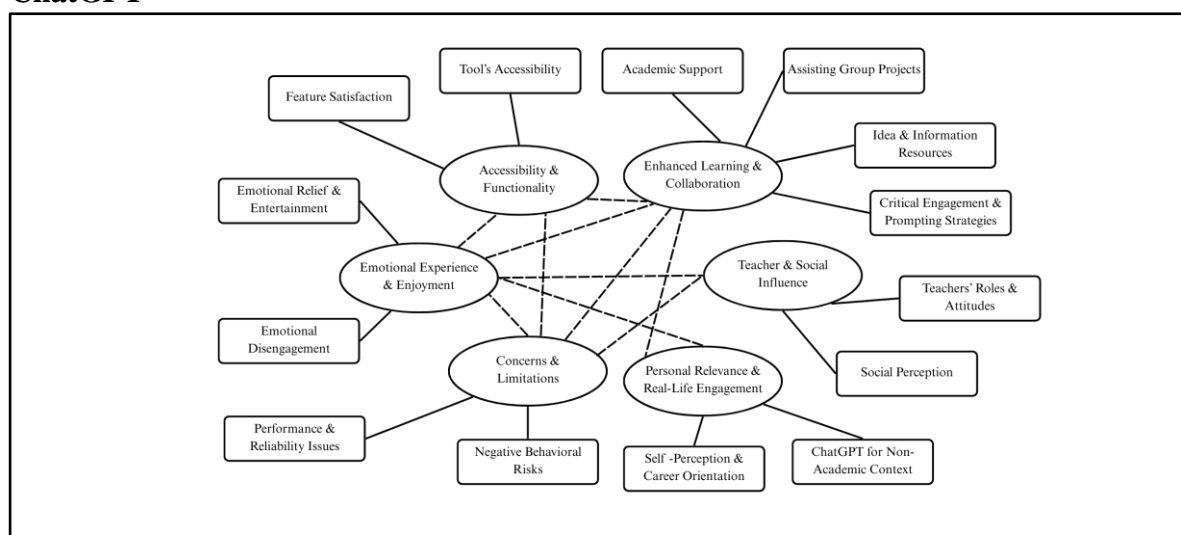 ChatGPT
Tool's Accessibility
Academic Support
Assisting Group Projects
Feature Satisfaction
Idea & Information
Resources
Accessibility &
Functionality
Enhanced Learning &
Collaboration
Emotional Relief &
Entertainment
Critical Engagement &
Prompting Strategies
Emotional Experience
& Enjoyment
Teacher & Social
Influence
Teachers' Roles &
Attitudes
Emotional
Disengagement
Concerns &
Limitations
Personal Relevance &
Real-Life Engagement
Social Perception
Performance &
Reliability Issues
Negative Behavioral
Risks
Self -Perception &
Career Orientation
ChatGPT for Non-
Academic Context